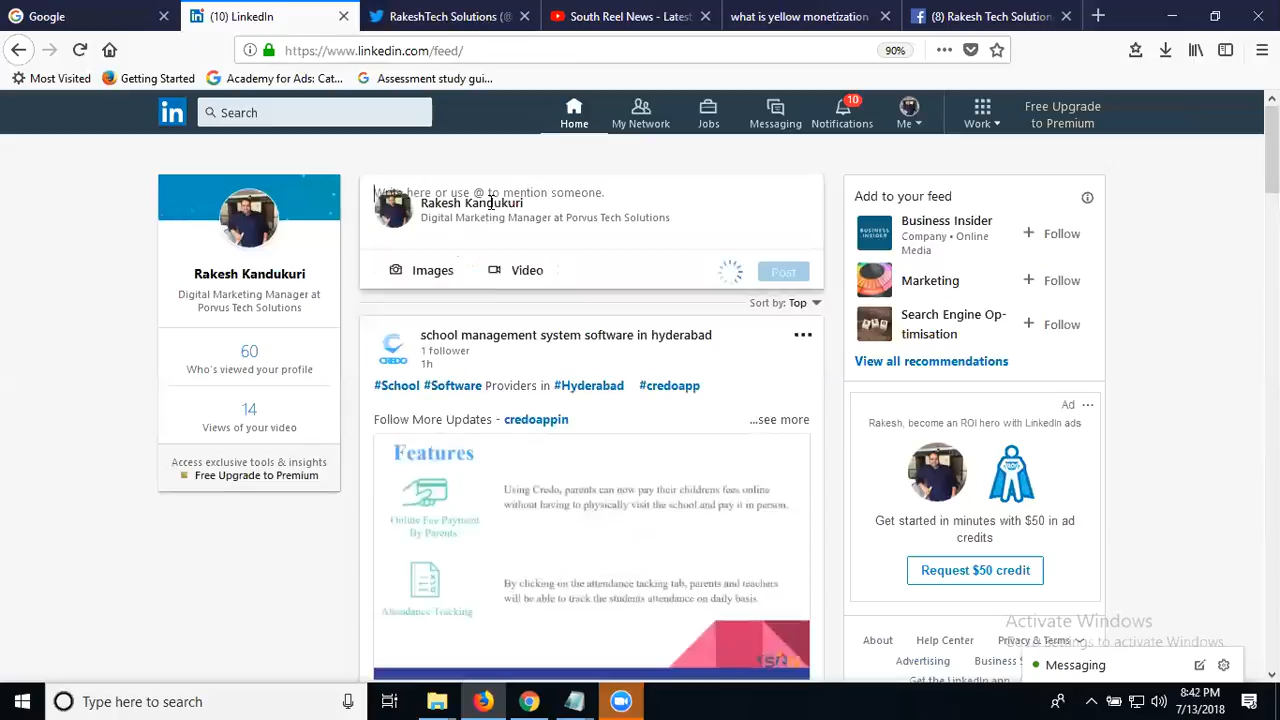 Google
(10) LinkedIn
RakeshTech Solutions (@
South Reel News - Latest
what is yellow monetization
(8) Rakesh Tech Solution
https://www.linkedin.com/feed/
90%
Most Visited
Getting Started
Academy for Ads: Cat...
Assessment study gui...
in
Search
Home
My Network
Jobs
Messaging
10
Notifications
Me
Work
Free Upgrade
to Premium
Rakesh Kandukuri
Digital Marketing Manager at
Porvus Tech Solutions
60
Who's viewed your profile
14
Views of your video
Access exclusive tools & insights
Free Upgrade to Premium
Write here or use @ to mention someone.
Rakesh Kandukuri
Digital Marketing Manager at Porvus Tech Solutions
Images
Video
Post
Sort by: Top
school management system software in hyderabad
1 follower
1h
#School #Software Providers in #Hyderabad #credoapp
Follow More Updates - credoappin
...see more
CREDO
Features
Using Credo, parents can now pay their childrens fees online
without having to physically visit the school and pay it in person.
Online Fee Payment
By Parents
By clicking on the attendance tacking tab, parents and teachers
will be able to track the students attendance on daily basis.
Attendance Tracking
Add to your feed
Business Insider
Company • Online
Media
Follow
Marketing
Follow
Search Engine Op-
timisation
Follow
View all recommendations
Ad
Rakesh, become an ROI hero with LinkedIn ads
Get started in minutes with $50 in ad
credits
Request $50 credit
About
Help Center
Privacy & Terms
Advertising
Business
Get the LinkedIn app
Activate Windows
settings to activate Windows.
Messaging
Type here to search
8:42 PM
7/13/2018